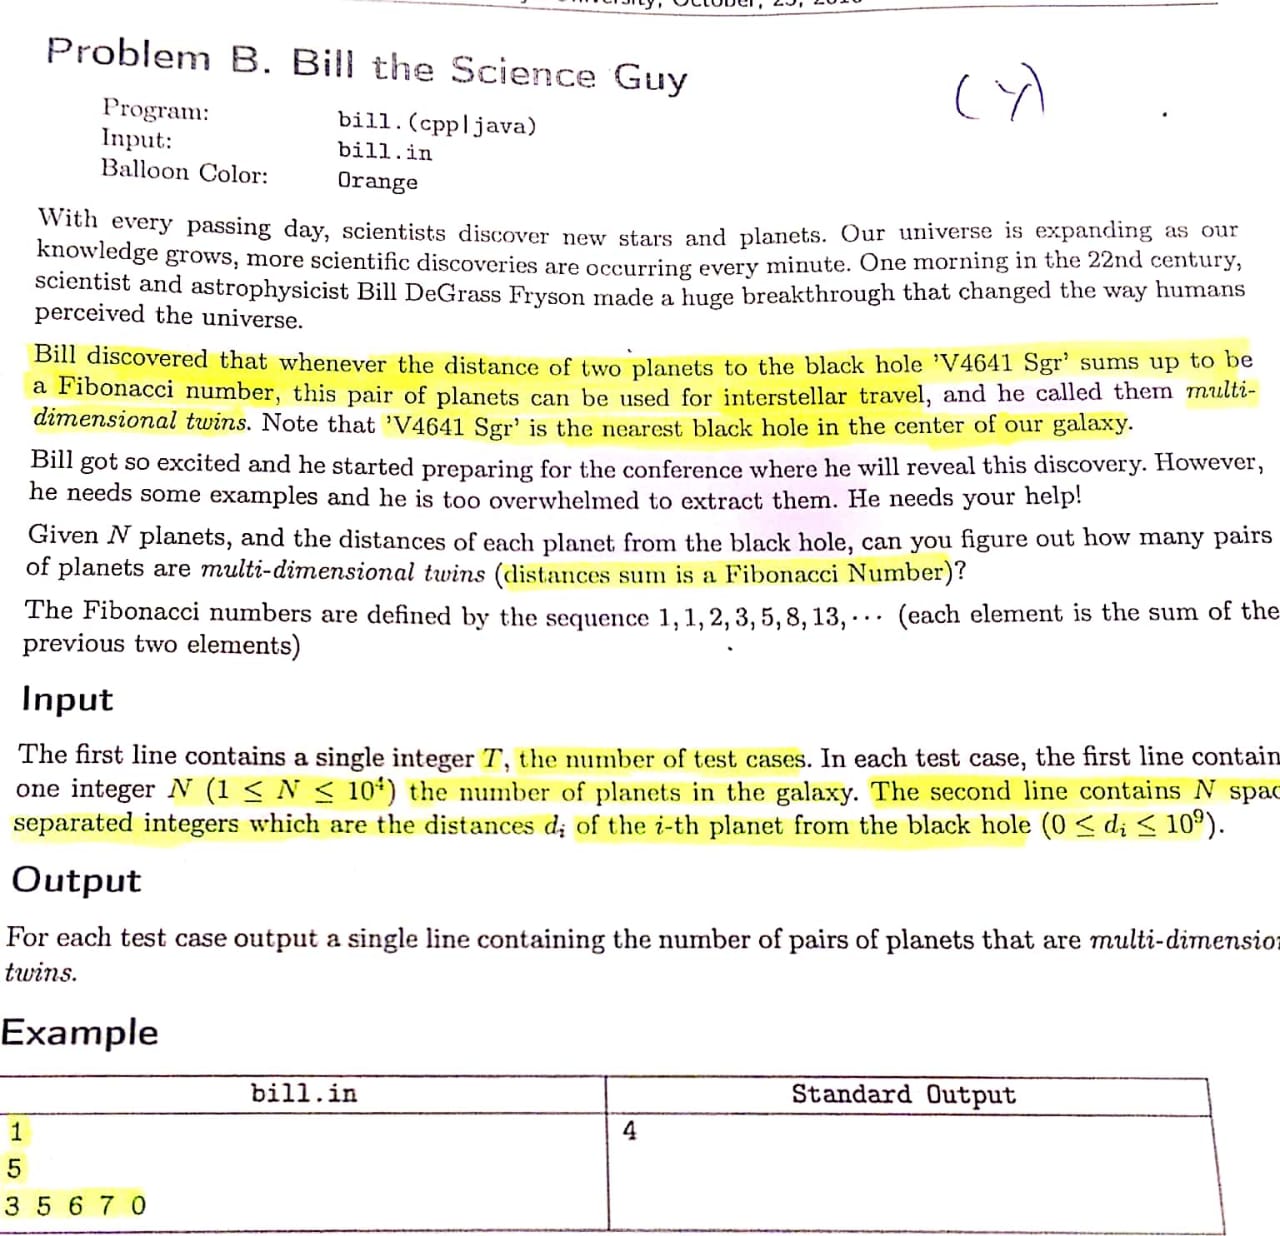 October, 25, 2016
Problem B. Bill the Science Guy
(Y)
Program: bill.(cpp|java)
Input: bill.in
Balloon Color: Orange
With every passing day, scientists discover new stars and planets. Our universe is expanding as our
knowledge grows, more scientific discoveries are occurring every minute. One morning in the 22nd century,
scientist and astrophysicist Bill DeGrass Fryson made a huge breakthrough that changed the way humans
perceived the universe.
Bill discovered that whenever the distance of two planets to the black hole 'V4641 Sgr' sums up to be
a Fibonacci number, this pair of planets can be used for interstellar travel, and he called them multi-
dimensional twins. Note that 'V4641 Sgr' is the nearest black hole in the center of our galaxy.
Bill got so excited and he started preparing for the conference where he will reveal this discovery. However,
he needs some examples and he is too overwhelmed to extract them. He needs your help!
Given N planets, and the distances of each planet from the black hole, can you figure out how many pairs
of planets are multi-dimensional twins (distances sum is a Fibonacci Number)?
The Fibonacci numbers are defined by the sequence 1, 1, 2, 3, 5, 8, 13, ··· (each element is the sum of the
previous two elements)
Input
The first line contains a single integer T, the number of test cases. In each test case, the first line contain
one integer N (1 ≤ N ≤ 10⁴) the number of planets in the galaxy. The second line contains N spac
separated integers which are the distances dᵢ of the i-th planet from the black hole (0 ≤ dᵢ ≤ 10⁹).
Output
For each test case output a single line containing the number of pairs of planets that are multi-dimensio
twins.
Example
bill.in Standard Output
1 4
5
3 5 6 7 0